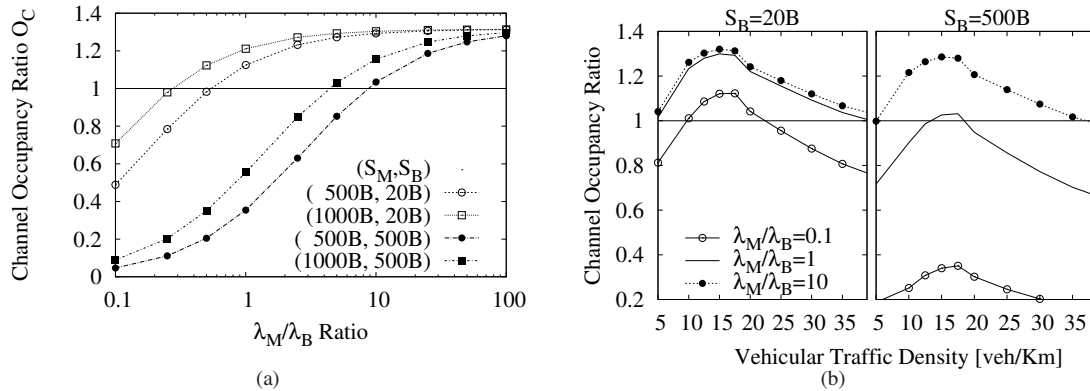 Channel Occupancy Ratio O_C
1.4
1.2
1
0.8
0.6
0.4
0.2
0
(S_M,S_B)
( 500B, 20B)
(1000B, 20B)
( 500B, 500B)
(1000B, 500B)
0.1 1 10 100
λ_M/λ_B Ratio
(a)
S_B=20B S_B=500B
Channel Occupancy Ratio
1.4
1.2
1
0.8
0.6
0.4
0.2
λ_M/λ_B=0.1
λ_M/λ_B=1
λ_M/λ_B=10
5 10 15 20 25 30 35 5 10 15 20 25 30 35
Vehicular Traffic Density [veh/Km]
(b)